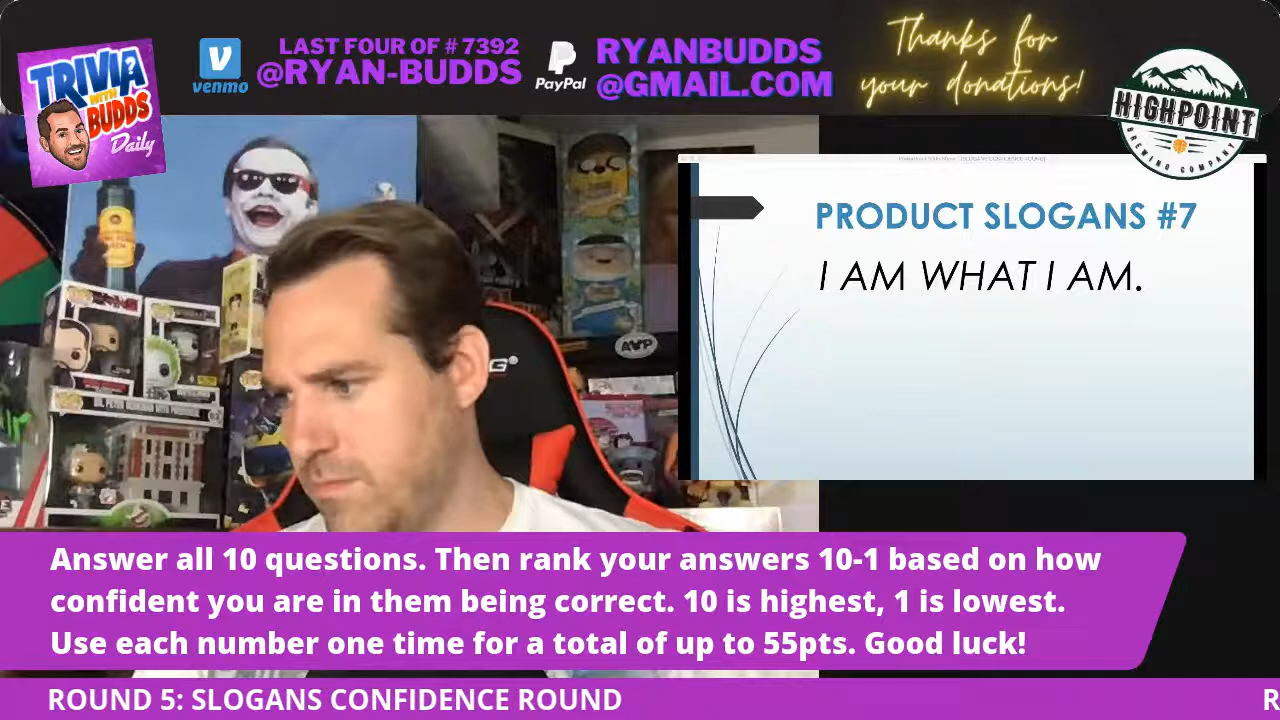 LAST FOUR OF # 7392
@RYAN-BUDDS
venmo
PayPal
RYANBUDDS
@GMAIL.COM
Thanks for
your donations!
TRIVIA
WITH
BUDDS
Daily
HIGHPOINT
BREWING COMPANY
PRODUCT SLOGANS #7
I AM WHAT I AM.
AVP
Answer all 10 questions. Then rank your answers 10-1 based on how
confident you are in them being correct. 10 is highest, 1 is lowest.
Use each number one time for a total of up to 55pts. Good luck!
ROUND 5: SLOGANS CONFIDENCE ROUND
R